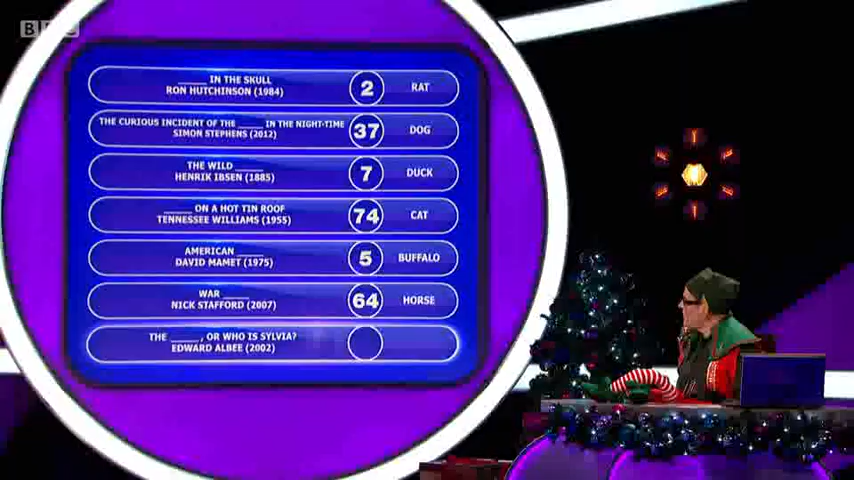 BBC
_____ IN THE SKULL
RON HUTCHINSON (1984)
2
RAT
THE CURIOUS INCIDENT OF THE _____ IN THE NIGHT-TIME
SIMON STEPHENS (2012)
37
DOG
THE WILD _____
HENRIK IBSEN (1885)
7
DUCK
_____ ON A HOT TIN ROOF
TENNESSEE WILLIAMS (1955)
74
CAT
AMERICAN _____
DAVID MAMET (1975)
5
BUFFALO
WAR _____
NICK STAFFORD (2007)
64
HORSE
THE _____, OR WHO IS SYLVIA?
EDWARD ALBEE (2002)